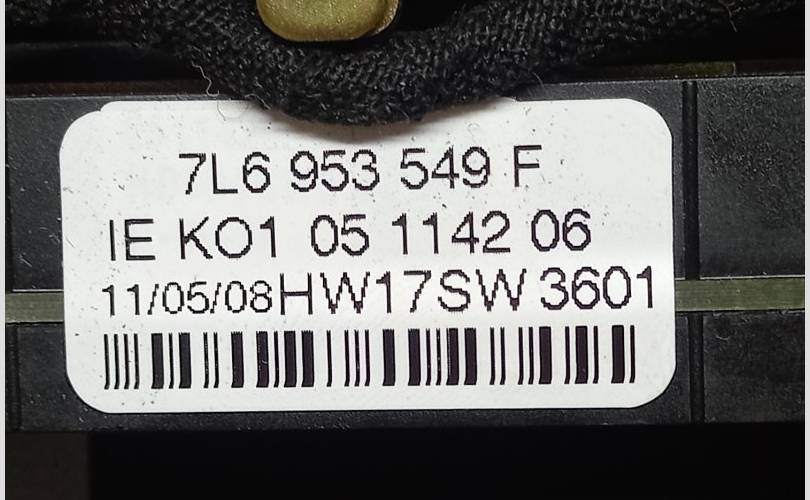 7L6 953 549 F
IE KO1 05 1142 06
11/05/08HW17SW 3601